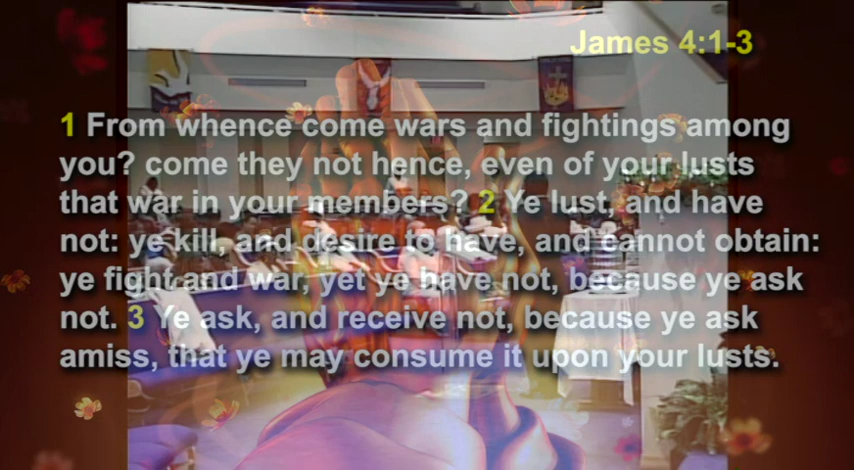 James 4:1-3
1 From whence come wars and fightings among
you? come they not hence, even of your lusts
that war in your members? 2 Ye lust, and have
not: ye kill, and desire to have, and cannot obtain:
ye fight and war, yet ye have not, because ye ask
not. 3 Ye ask, and receive not, because ye ask
amiss, that ye may consume it upon your lusts.